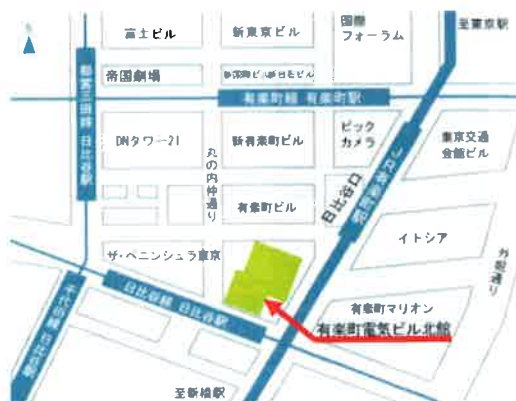 富士ビル
新東京ビル
国際
フォーラム
至東京駅
帝国劇場
都営三田線 日比谷駅
有楽町線 有楽町駅
DNタワー21
丸の内仲通り
新有楽町ビル
ビック
カメラ
JR有楽町駅
東京交通
会館ビル
有楽町ビル
日比谷口
イトシア
外堀通り
ザ・ペニンシュラ東京
日比谷線 日比谷駅
千代田線 日比谷駅
有楽町マリオン
有楽町電気ビル北館
至新橋駅